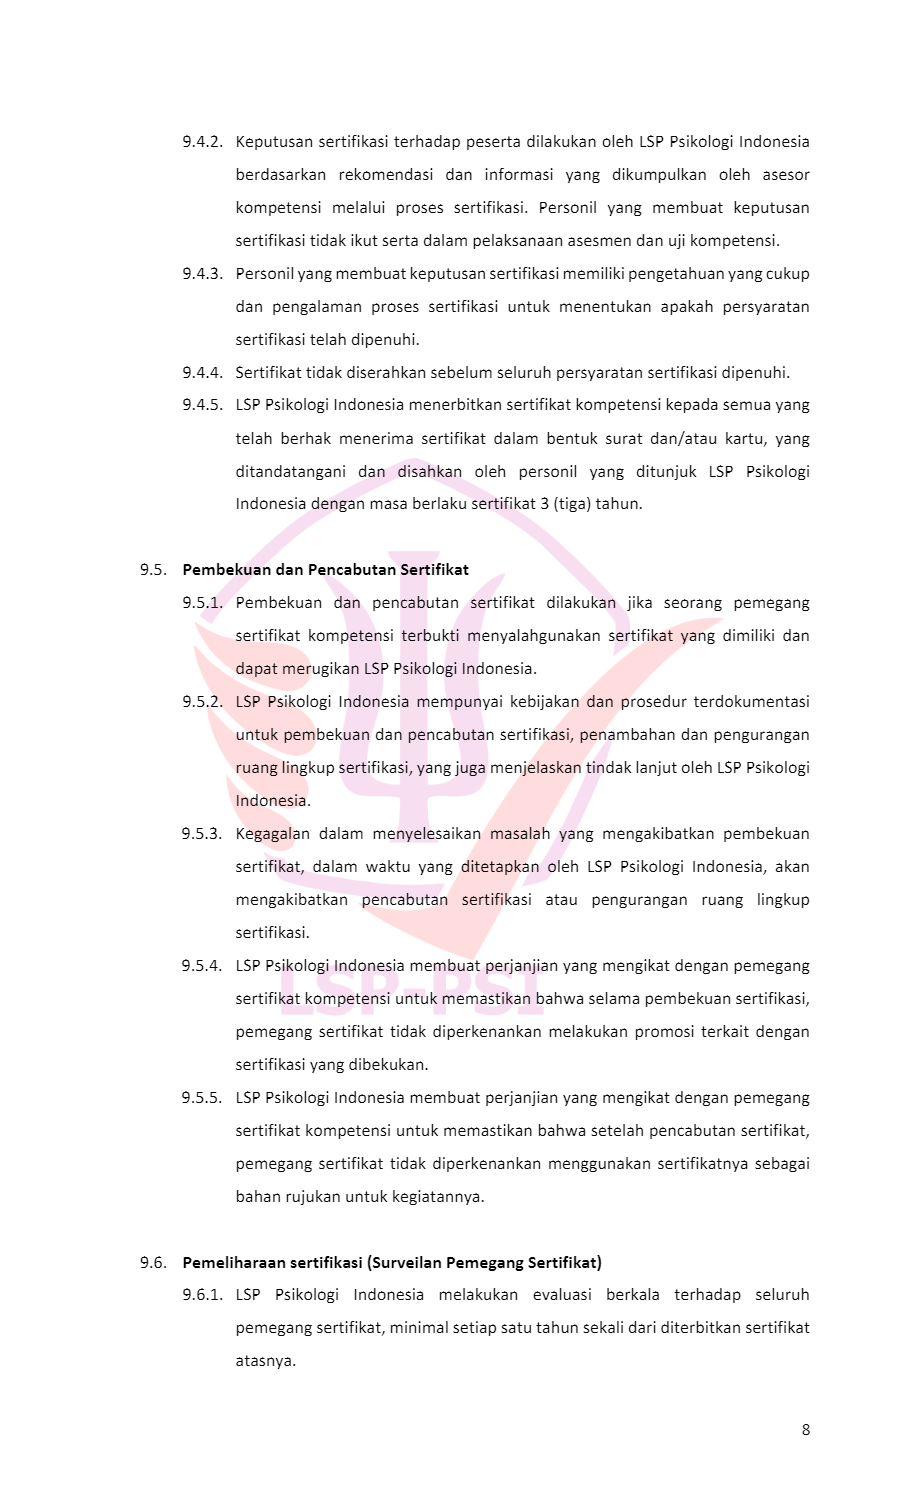 9.4.2. Keputusan sertifikasi terhadap peserta dilakukan oleh LSP Psikologi Indonesia
berdasarkan rekomendasi dan informasi yang dikumpulkan oleh asesor
kompetensi melalui proses sertifikasi. Personil yang membuat keputusan
sertifikasi tidak ikut serta dalam pelaksanaan asesmen dan uji kompetensi.
9.4.3. Personil yang membuat keputusan sertifikasi memiliki pengetahuan yang cukup
dan pengalaman proses sertifikasi untuk menentukan apakah persyaratan
sertifikasi telah dipenuhi.
9.4.4. Sertifikat tidak diserahkan sebelum seluruh persyaratan sertifikasi dipenuhi.
9.4.5. LSP Psikologi Indonesia menerbitkan sertifikat kompetensi kepada semua yang
telah berhak menerima sertifikat dalam bentuk surat dan/atau kartu, yang
ditandatangani dan disahkan oleh personil yang ditunjuk LSP Psikologi
Indonesia dengan masa berlaku sertifikat 3 (tiga) tahun.
9.5. Pembekuan dan Pencabutan Sertifikat
9.5.1. Pembekuan dan pencabutan sertifikat dilakukan jika seorang pemegang
sertifikat kompetensi terbukti menyalahgunakan sertifikat yang dimiliki dan
dapat merugikan LSP Psikologi Indonesia.
9.5.2. LSP Psikologi Indonesia mempunyai kebijakan dan prosedur terdokumentasi
untuk pembekuan dan pencabutan sertifikasi, penambahan dan pengurangan
ruang lingkup sertifikasi, yang juga menjelaskan tindak lanjut oleh LSP Psikologi
Indonesia.
9.5.3. Kegagalan dalam menyelesaikan masalah yang mengakibatkan pembekuan
sertifikat, dalam waktu yang ditetapkan oleh LSP Psikologi Indonesia, akan
mengakibatkan pencabutan sertifikasi atau pengurangan ruang lingkup
sertifikasi.
9.5.4. LSP Psikologi Indonesia membuat perjanjian yang mengikat dengan pemegang
sertifikat kompetensi untuk memastikan bahwa selama pembekuan sertifikasi,
LSP-PSI
pemegang sertifikat tidak diperkenankan melakukan promosi terkait dengan
sertifikasi yang dibekukan.
9.5.5. LSP Psikologi Indonesia membuat perjanjian yang mengikat dengan pemegang
sertifikat kompetensi untuk memastikan bahwa setelah pencabutan sertifikat,
pemegang sertifikat tidak diperkenankan menggunakan sertifikatnya sebagai
bahan rujukan untuk kegiatannya.
9.6. Pemeliharaan sertifikasi (Surveilan Pemegang Sertifikat)
9.6.1. LSP Psikologi Indonesia melakukan evaluasi berkala terhadap seluruh
pemegang sertifikat, minimal setiap satu tahun sekali dari diterbitkan sertifikat
atasnya.
8